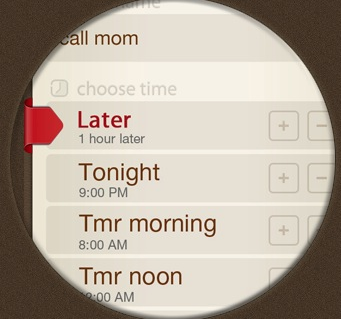 name
call mom
choose time
Later
1 hour later
+ −
Tonight
9:00 PM
+ −
Tmr morning
8:00 AM
+ −
Tmr noon
:00 AM